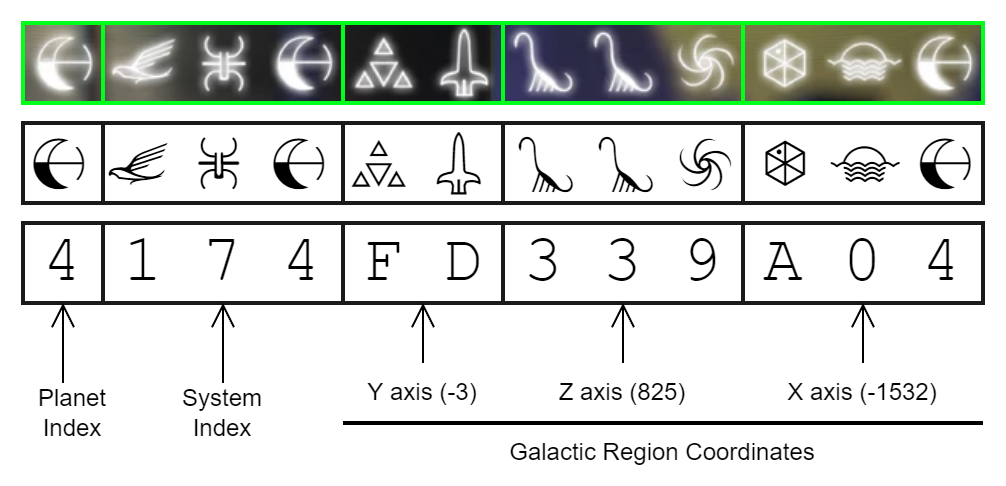 4 1 7 4 F D 3 3 9 A 0 4
Planet Index
System Index
Y axis (-3)
Z axis (825)
X axis (-1532)
Galactic Region Coordinates